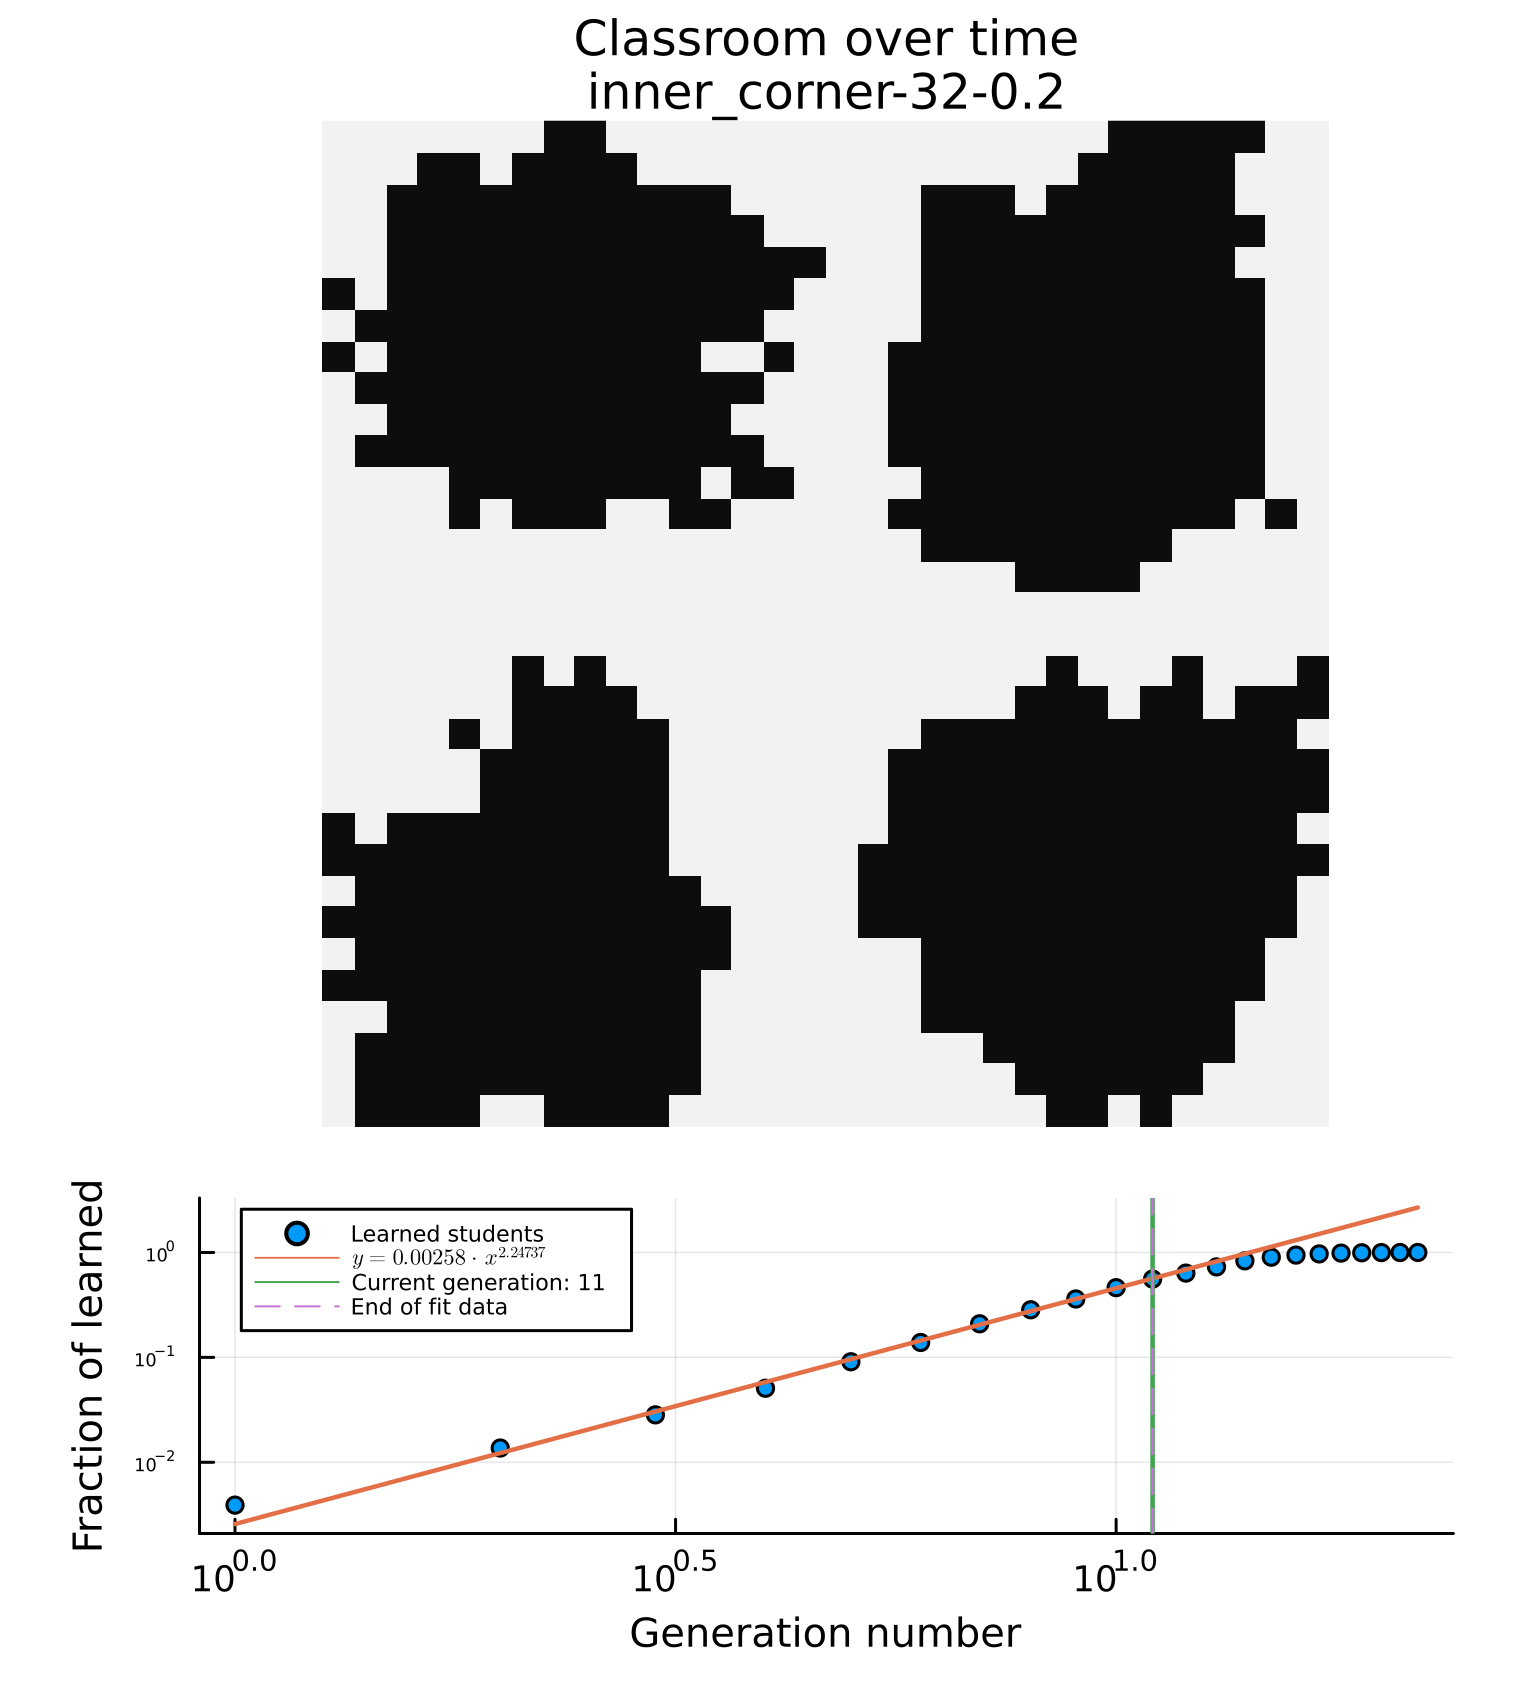 Classroom over time
inner_corner-32-0.2
Fraction of learned
10^0
10^−1
10^−2
Learned students
y = 0.00258 · x^2.24737
Current generation: 11
End of fit data
10^0.0
10^0.5
10^1.0
Generation number